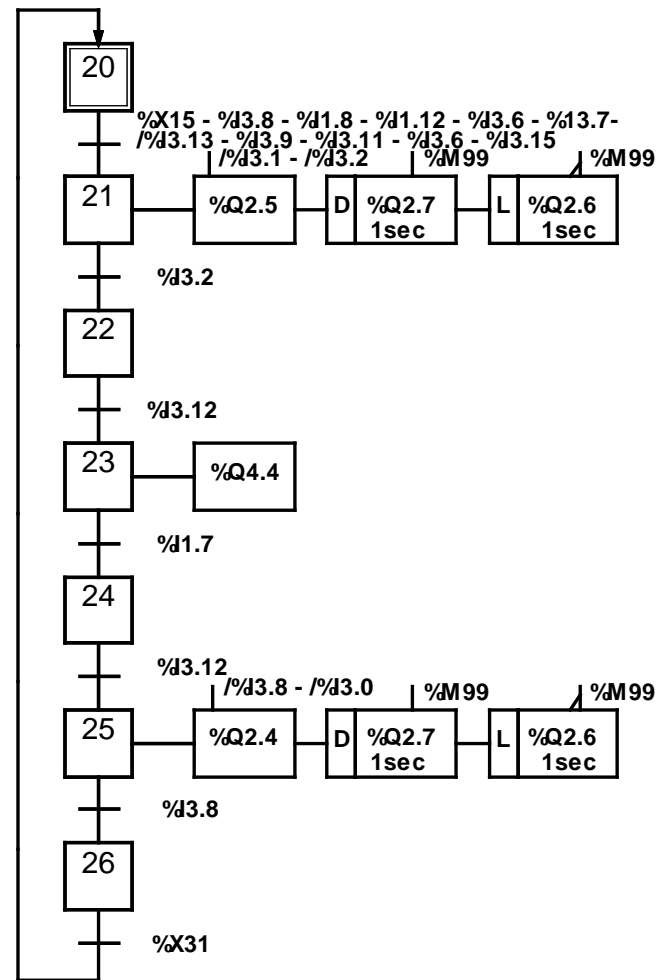 20
%X15 - %I3.8 - %I1.8 - %I1.12 - %I3.6 - %13.7-
/%I3.13 - %I3.9 - %I3.11 - %I3.6 - %I3.15
/%I3.1 - /%I3.2
%M99
%M99
21
%Q2.5
D
%Q2.7
1sec
L
%Q2.6
1sec
%I3.2
22
%I3.12
23
%Q4.4
%I1.7
24
%I3.12
/%I3.8 - /%I3.0
%M99
%M99
25
%Q2.4
D
%Q2.7
1sec
L
%Q2.6
1sec
%I3.8
26
%X31